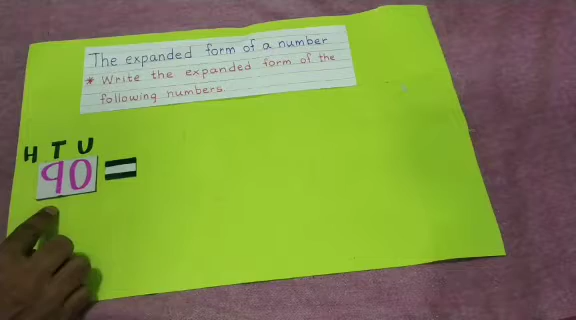 The expanded form of a number
* Write the expanded form of the
following numbers.
H T U
90 =